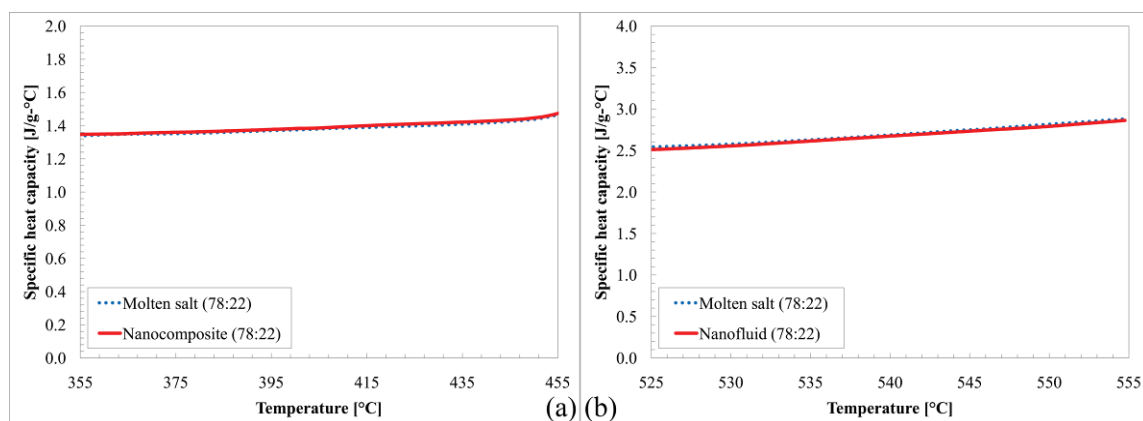 2.0
1.8
1.6
1.4
1.2
1.0
0.8
0.6
0.4
0.2
0.0
Specific heat capacity [J/g-°C]
Molten salt (78:22)
Nanocomposite (78:22)
355 375 395 415 435 455
Temperature [°C]
(a)
4.0
3.5
3.0
2.5
2.0
1.5
1.0
0.5
0.0
Specific heat capacity [J/g-°C]
Molten salt (78:22)
Nanofluid (78:22)
525 530 535 540 545 550 555
Temperature [°C]
(b)